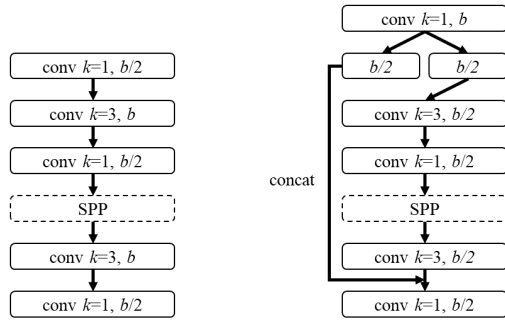 conv k=1, b/2
conv k=3, b
conv k=1, b/2
SPP
conv k=3, b
conv k=1, b/2
conv k=1, b
b/2
b/2
conv k=3, b/2
conv k=1, b/2
concat
SPP
conv k=3, b/2
conv k=1, b/2